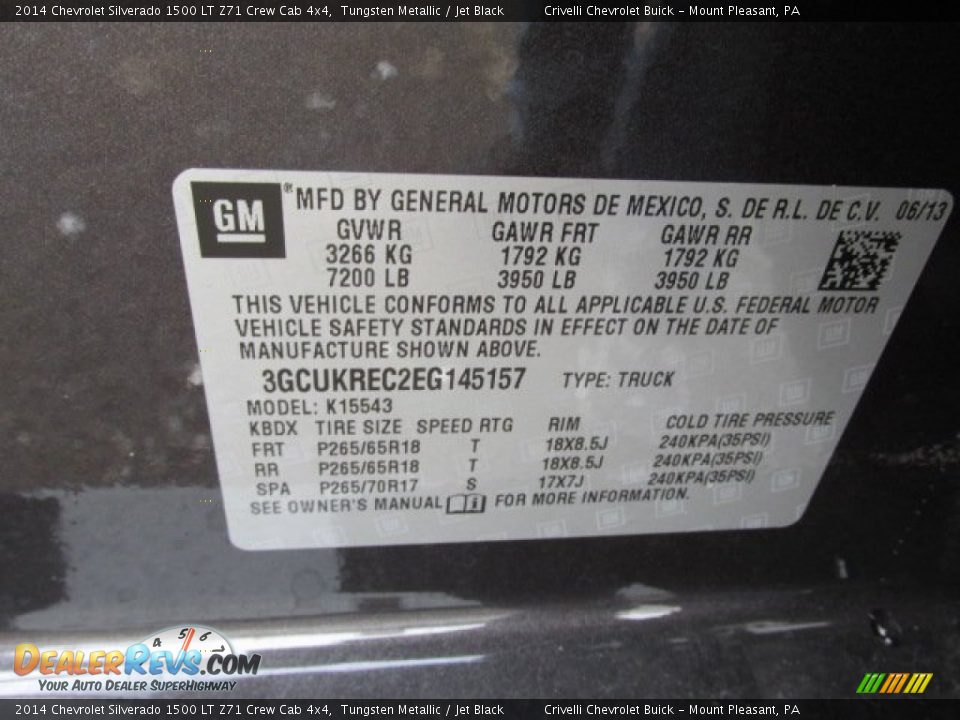 2014 Chevrolet Silverado 1500 LT Z71 Crew Cab 4x4, Tungsten Metallic / Jet Black Crivelli Chevrolet Buick - Mount Pleasant, PA
GM ® MFD BY GENERAL MOTORS DE MEXICO, S. DE R.L. DE C.V. 06/13
GVWR GAWR FRT GAWR RR
3266 KG 1792 KG 1792 KG
7200 LB 3950 LB 3950 LB
THIS VEHICLE CONFORMS TO ALL APPLICABLE U.S. FEDERAL MOTOR
VEHICLE SAFETY STANDARDS IN EFFECT ON THE DATE OF
MANUFACTURE SHOWN ABOVE.
3GCUKREC2EG145157 TYPE: TRUCK
MODEL: K15543
KBDX TIRE SIZE SPEED RTG RIM COLD TIRE PRESSURE
FRT P265/65R18 T 18X8.5J 240KPA(35PSI)
RR P265/65R18 T 18X8.5J 240KPA(35PSI)
SPA P265/70R17 S 17X7J 240KPA(35PSI)
SEE OWNER'S MANUAL FOR MORE INFORMATION.
4 5 6
DEALERREVS.COM
YOUR AUTO DEALER SUPERHIGHWAY
2014 Chevrolet Silverado 1500 LT Z71 Crew Cab 4x4, Tungsten Metallic / Jet Black Crivelli Chevrolet Buick - Mount Pleasant, PA